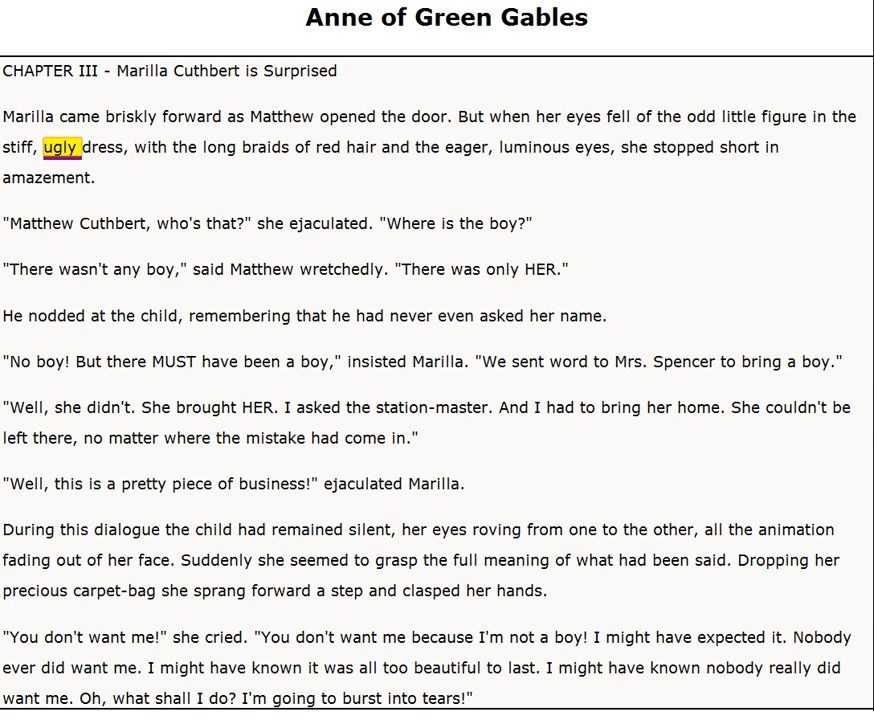 Anne of Green Gables
CHAPTER III - Marilla Cuthbert is Surprised
Marilla came briskly forward as Matthew opened the door. But when her eyes fell of the odd little figure in the
stiff, ugly dress, with the long braids of red hair and the eager, luminous eyes, she stopped short in
amazement.
"Matthew Cuthbert, who's that?" she ejaculated. "Where is the boy?"
"There wasn't any boy," said Matthew wretchedly. "There was only HER."
He nodded at the child, remembering that he had never even asked her name.
"No boy! But there MUST have been a boy," insisted Marilla. "We sent word to Mrs. Spencer to bring a boy."
"Well, she didn't. She brought HER. I asked the station-master. And I had to bring her home. She couldn't be
left there, no matter where the mistake had come in."
"Well, this is a pretty piece of business!" ejaculated Marilla.
During this dialogue the child had remained silent, her eyes roving from one to the other, all the animation
fading out of her face. Suddenly she seemed to grasp the full meaning of what had been said. Dropping her
precious carpet-bag she sprang forward a step and clasped her hands.
"You don't want me!" she cried. "You don't want me because I'm not a boy! I might have expected it. Nobody
ever did want me. I might have known it was all too beautiful to last. I might have known nobody really did
want me. Oh, what shall I do? I'm going to burst into tears!"